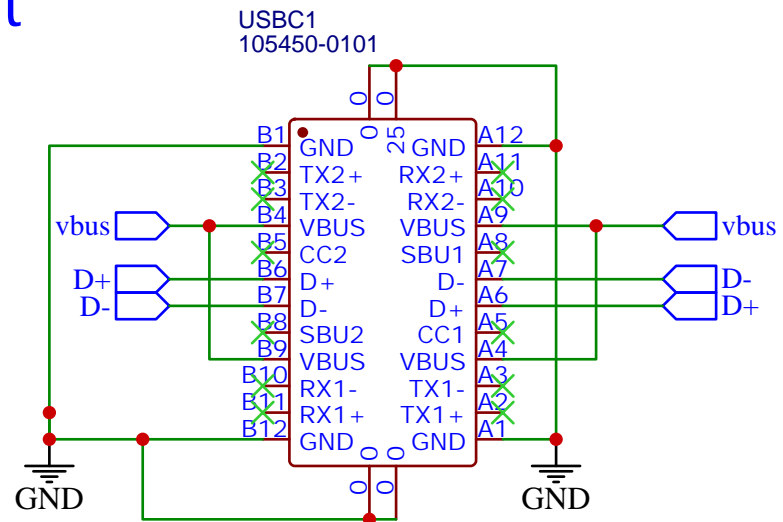 t
USBC1
105450-0101
0 0
0 25
B1 GND GND A12
B2 TX2+ RX2+ A11
B3 TX2- RX2- A10
vbus B4 VBUS VBUS A9 vbus
B5 CC2 SBU1 A8
D+ B6 D+ D- A7 D-
D- B7 D- D+ A6 D+
B8 SBU2 CC1 A5
B9 VBUS VBUS A4
B10 RX1- TX1- A3
B11 RX1+ TX1+ A2
B12 GND GND A1
0 0
0 0
GND GND